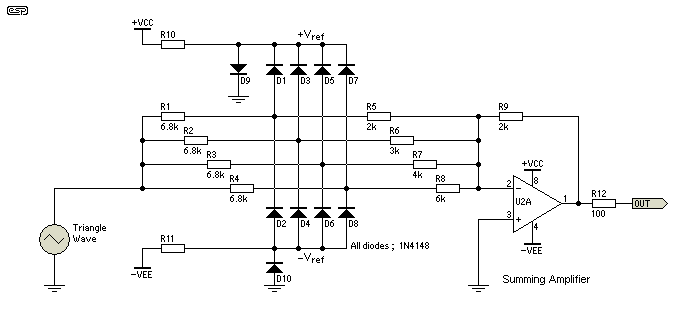 esp
+VCC
R10
+Vref
D9
D1
D3
D5
D7
R1
6.8k
R5
2k
R9
2k
R2
6.8k
R6
3k
R3
6.8k
R7
4k
R4
6.8k
R8
6k
+VCC
8
2
−
U2A
1
3
+
4
-VEE
R12
100
OUT
Triangle
Wave
D2
D4
D6
D8
R11
-VEE
-Vref
All diodes ; 1N4148
D10
Summing Amplifier